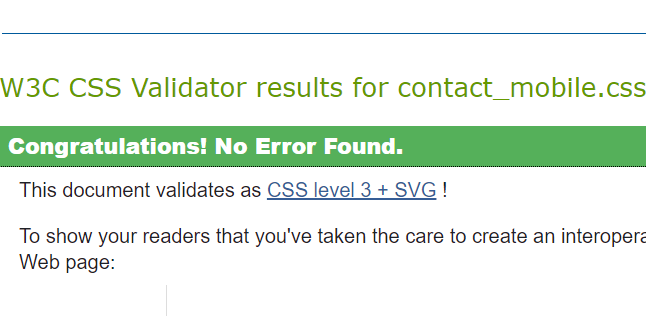 W3C CSS Validator results for contact_mobile.css
Congratulations! No Error Found.
This document validates as CSS level 3 + SVG !
To show your readers that you've taken the care to create an interopera
Web page: